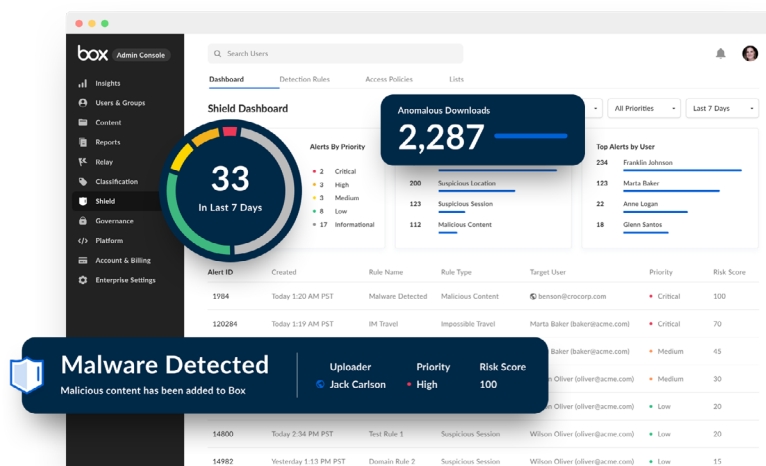 box Admin Console
Search Users
Insights
Users & Groups
Content
Reports
Relay
Classification
Shield
Governance
Platform
Account & Billing
Enterprise Settings
Dashboard Detection Rules Access Policies Lists
Shield Dashboard
All Priorities
Last 7 Days
33
In Last 7 Days
Alerts By Priority
2 Critical
3 High
3 Medium
8 Low
17 Informational
Anomalous Downloads
2,287
200 Suspicious Location
123 Suspicious Session
112 Malicious Content
Top Alerts by User
234 Franklin Johnson
123 Marta Baker
22 Anne Logan
18 Glenn Santos
Alert ID Created Rule Name Rule Type Target User Priority Risk Score
1984 Today 1:20 AM PST Malware Detected Malicious Content benson@crocorp.com Critical 100
120284 Today 1:19 AM PST IM Travel Impossible Travel Marta Baker (baker@acme.com) Critical 70
Baker (baker@acme.com) Medium 45
Oliver (oliver@acme.com) Medium 30
Oliver (oliver@acme.com) Low 20
14800 Today 2:34 PM PST Test Rule 1 Suspicious Session Wilson Oliver (oliver@acme.com) Low 20
14982 Yesterday 1:13 PM PST Domain Rule 2 Suspicious Session Wilson Oliver (oliver@acme.com) Low 15
Malware Detected
Malicious content has been added to Box
Uploader Priority Risk Score
Jack Carlson High 100